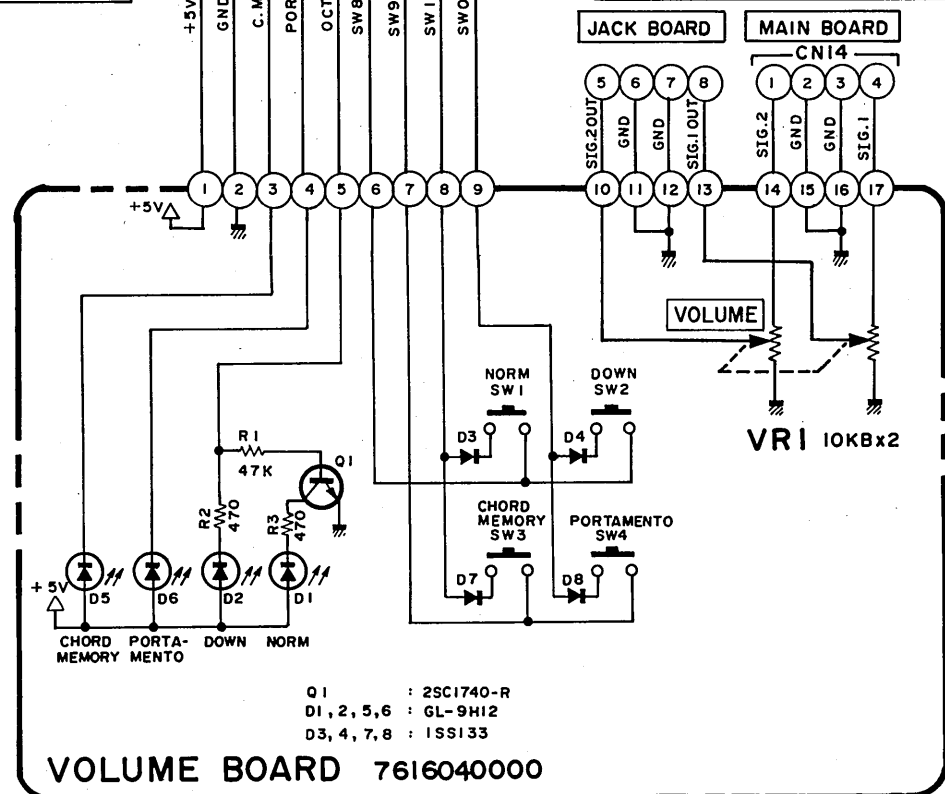 +5V
GND
C.M
POR
OCT
SW8
SW9
SW1
SW0
JACK BOARD
MAIN BOARD
CN14
5 6 7 8
1 2 3 4
SIG.2OUT
GND
GND
SIG.1 OUT
SIG.2
GND
GND
SIG.1
1 2 3 4 5 6 7 8 9
10 11 12 13
14 15 16 17
+5V
VOLUME
NORM
SW1
DOWN
SW2
D3
D4
VR1 10KBx2
R1
47K
Q1
R2
470
R3
470
CHORD
MEMORY
SW3
PORTAMENTO
SW4
D7
D8
+5V
D5
D6
D2
D1
CHORD
MEMORY
PORTA-
MENTO
DOWN
NORM
Q1 : 2SC1740-R
D1,2,5,6 : GL-9H12
D3,4,7,8 : 1SS133
VOLUME BOARD 7616040000